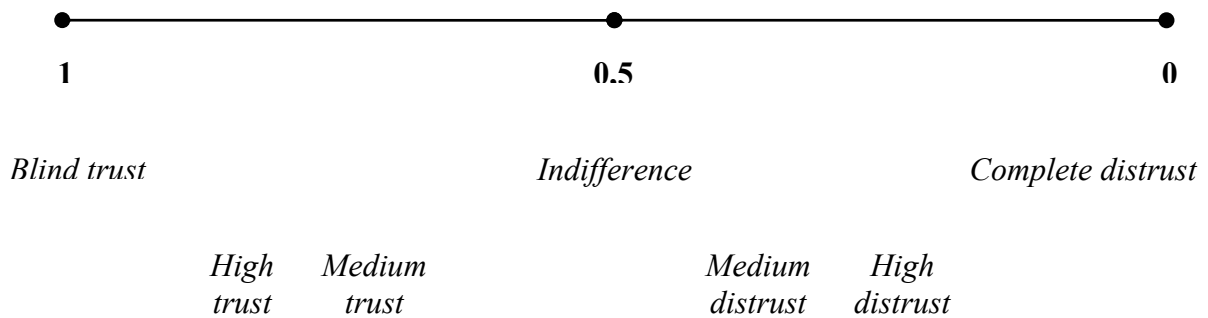 1 0.5 0
Blind trust Indifference Complete distrust
High Medium Medium High
trust trust distrust distrust